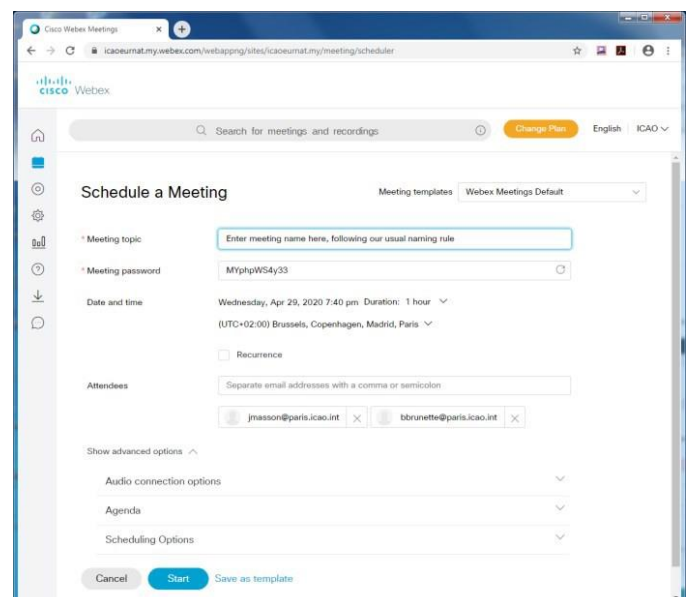 Cisco Webex Meetings
icaoeurnat.my.webex.com/webappng/sites/icaoeurnat.my/meeting/scheduler
CISCO Webex
Search for meetings and recordings
Change Plan
English
ICAO
Schedule a Meeting
Meeting templates
Webex Meetings Default
* Meeting topic
Enter meeting name here, following our usual naming rule
* Meeting password
MYphpWS4y33
Date and time
Wednesday, Apr 29, 2020 7:40 pm Duration: 1 hour
(UTC+02:00) Brussels, Copenhagen, Madrid, Paris
Recurrence
Attendees
Separate email addresses with a comma or semicolon
jmasson@paris.icao.int
bbrunette@paris.icao.int
Show advanced options
Audio connection options
Agenda
Scheduling Options
Cancel
Start
Save as template